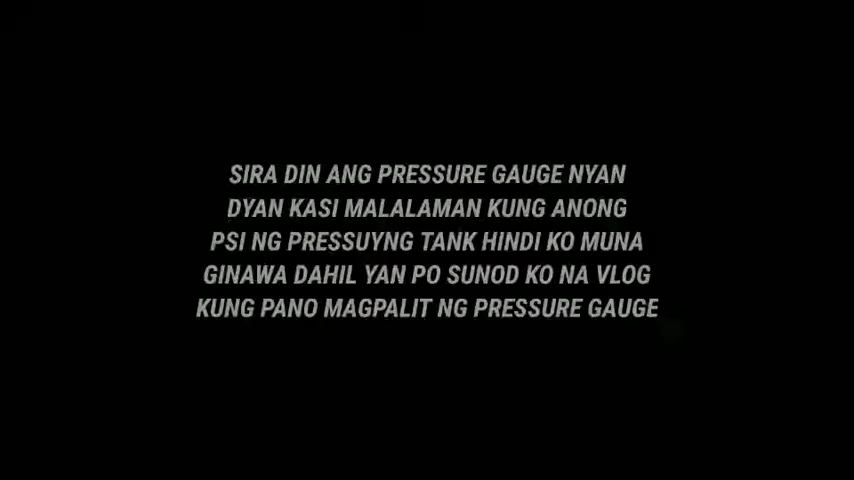 SIRA DIN ANG PRESSURE GAUGE NYAN
DYAN KASI MALALAMAN KUNG ANONG
PSI NG PRESSUYNG TANK HINDI KO MUNA
GINAWA DAHIL YAN PO SUNOD KO NA VLOG
KUNG PANO MAGPALIT NG PRESSURE GAUGE